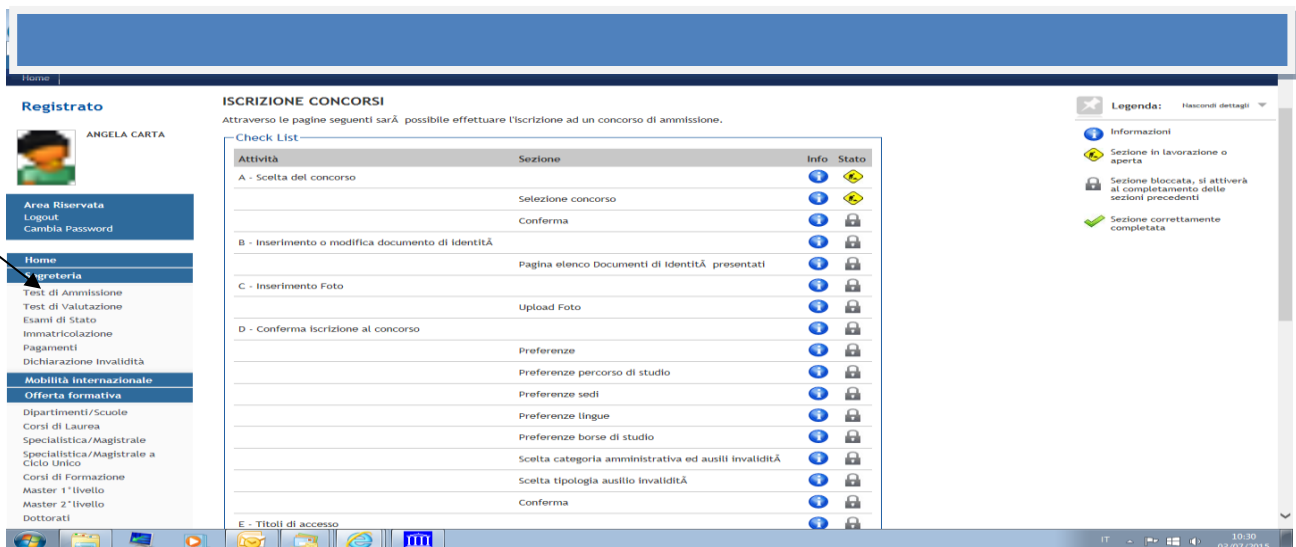 Home
Registrato
ANGELA CARTA
Area Riservata
Logout
Cambia Password
Home
Segreteria
Test di Ammissione
Test di Valutazione
Esami di Stato
Immatricolazione
Pagamenti
Dichiarazione Invalidità
Mobilità internazionale
Offerta formativa
Dipartimenti/Scuole
Corsi di Laurea
Specialistica/Magistrale
Specialistica/Magistrale a
Ciclo Unico
Corsi di Formazione
Master 1°livello
Master 2°livello
Dottorati
ISCRIZIONE CONCORSI
Attraverso le pagine seguenti sarÃ possibile effettuare l'iscrizione ad un concorso di ammissione.
Check List
Attività Sezione Info Stato
A - Scelta del concorso
Selezione concorso
Conferma
B - Inserimento o modifica documento di identitÃ
Pagina elenco Documenti di IdentitÃ presentati
C - Inserimento Foto
Upload Foto
D - Conferma iscrizione al concorso
Preferenze
Preferenze percorso di studio
Preferenze sedi
Preferenze lingue
Preferenze borse di studio
Scelta categoria amministrativa ed ausili invaliditÃ
Scelta tipologia ausilio invaliditÃ
Conferma
E - Titoli di accesso
Legenda: Nascondi dettagli
Informazioni
Sezione in lavorazione o
aperta
Sezione bloccata, si attiverà
al completamento delle
sezioni precedenti
Sezione correttamente
completata
IT 10:30